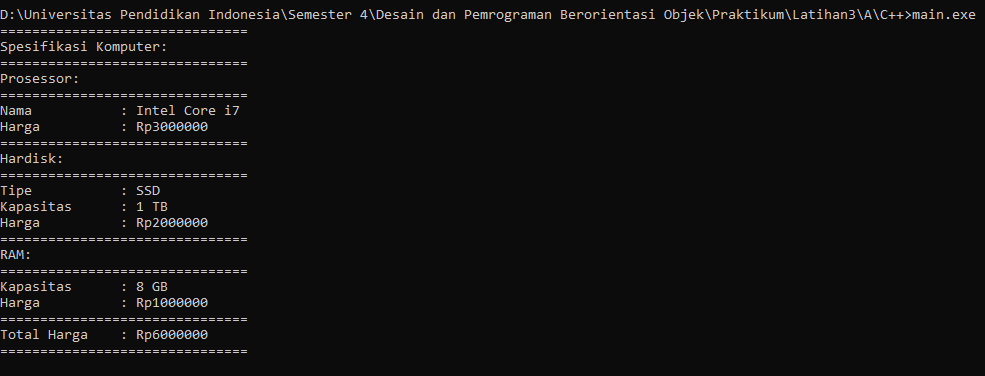 D:\Universitas Pendidikan Indonesia\Semester 4\Desain dan Pemrograman Berorientasi Objek\Praktikum\Latihan3\A\C++>main.exe
===============================
Spesifikasi Komputer:
===============================
Prosessor:
===============================
Nama           : Intel Core i7
Harga          : Rp3000000
===============================
Hardisk:
===============================
Tipe           : SSD
Kapasitas      : 1 TB
Harga          : Rp2000000
===============================
RAM:
===============================
Kapasitas      : 8 GB
Harga          : Rp1000000
===============================
Total Harga    : Rp6000000
===============================